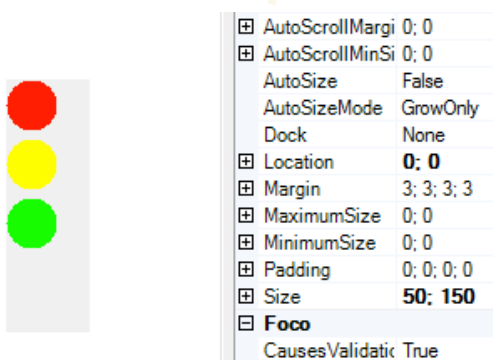 AutoScrollMargi 0; 0
AutoScrollMinSi 0; 0
AutoSize False
AutoSizeMode GrowOnly
Dock None
Location 0; 0
Margin 3; 3; 3; 3
MaximumSize 0; 0
MinimumSize 0; 0
Padding 0; 0; 0; 0
Size 50; 150
Foco
CausesValidatic True